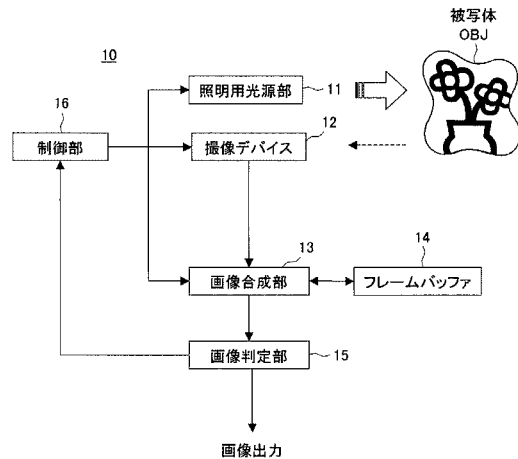 被写体
OBJ
10
照明用光源部
11
16
12
制御部
撮像デバイス
13
14
画像合成部
フレームバッファ
画像判定部
15
画像出力